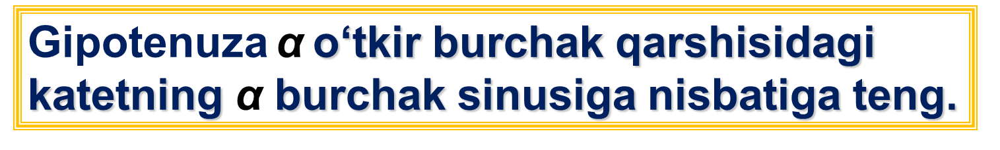 Gipotenuza α o‘tkir burchak qarshisidagi
katetning α burchak sinusiga nisbatiga teng.